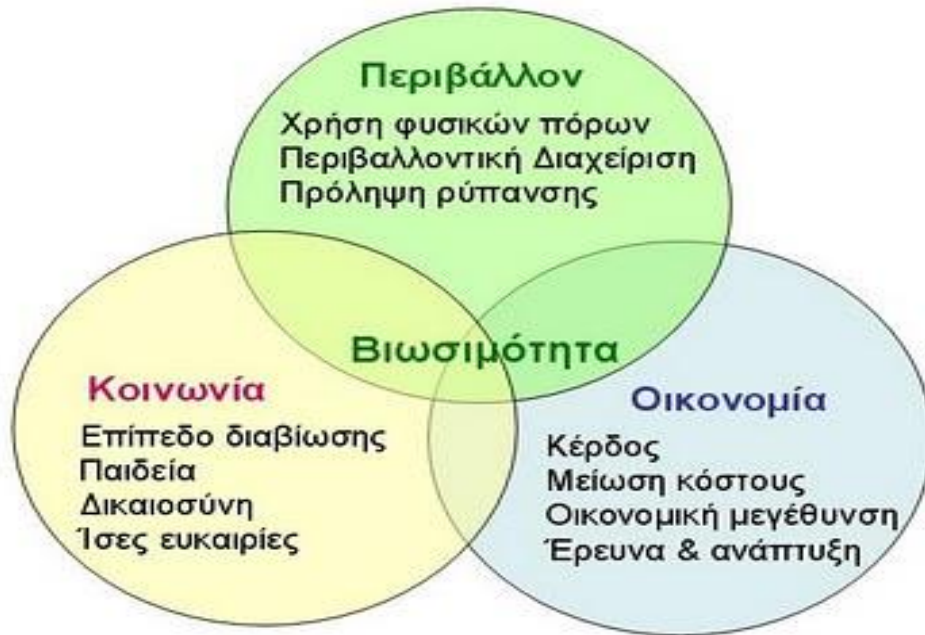 Περιβάλλον
Χρήση φυσικών πόρων
Περιβαλλοντική Διαχείριση
Πρόληψη ρύπανσης
Βιωσιμότητα
Κοινωνία
Επίπεδο διαβίωσης
Παιδεία
Δικαιοσύνη
Ίσες ευκαιρίες
Οικονομία
Κέρδος
Μείωση κόστους
Οικονομική μεγέθυνση
Έρευνα & ανάπτυξη